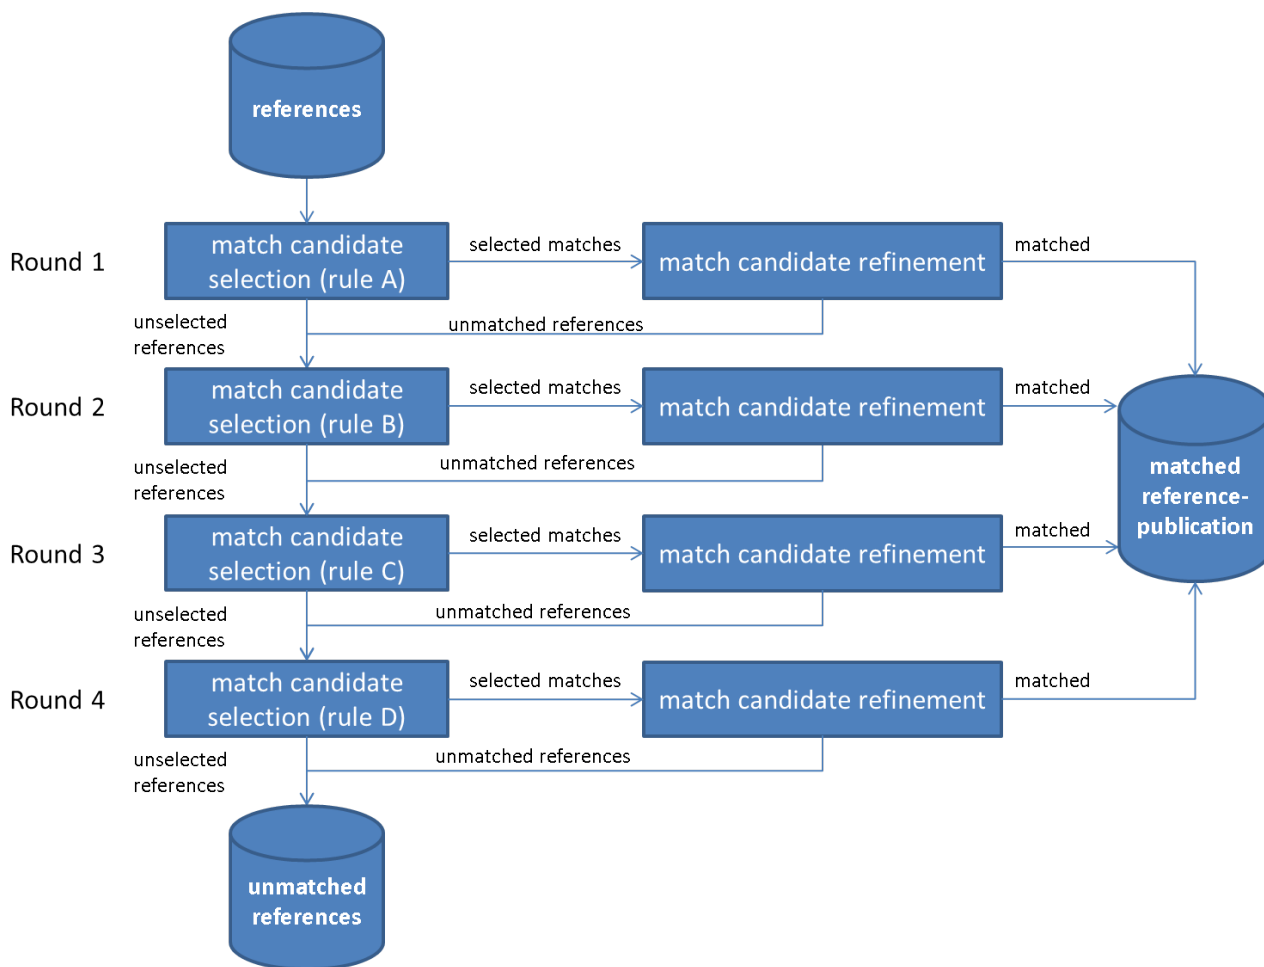 references
Round 1
match candidate
selection (rule A)
selected matches
match candidate refinement
matched
unselected
references
unmatched references
Round 2
match candidate
selection (rule B)
selected matches
match candidate refinement
matched
unselected
references
unmatched references
matched
reference-
publication
Round 3
match candidate
selection (rule C)
selected matches
match candidate refinement
matched
unselected
references
unmatched references
Round 4
match candidate
selection (rule D)
selected matches
match candidate refinement
matched
unselected
references
unmatched references
unmatched
references